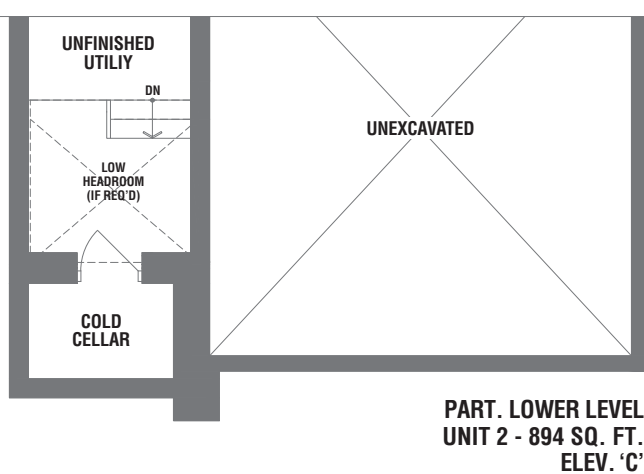 UNFINISHED
UTILIY
DN
UNEXCAVATED
LOW
HEADROOM
(IF REQ'D)
COLD
CELLAR
PART. LOWER LEVEL
UNIT 2 - 894 SQ. FT.
ELEV. ‘C’